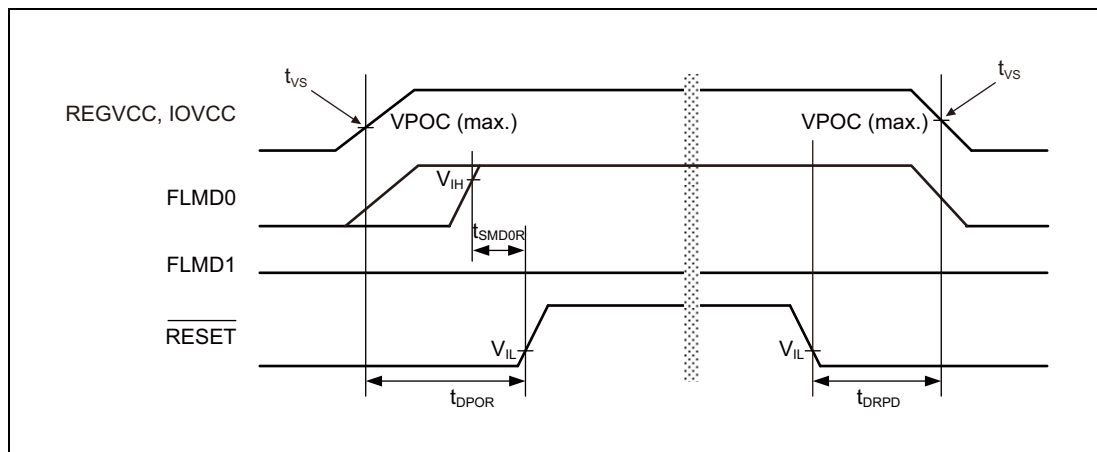 tVS
tVS
REGVCC, IOVCC
VPOC (max.)
VPOC (max.)
VIH
FLMD0
tSMD0R
FLMD1
RESET
VIL
VIL
tDPOR
tDRPD